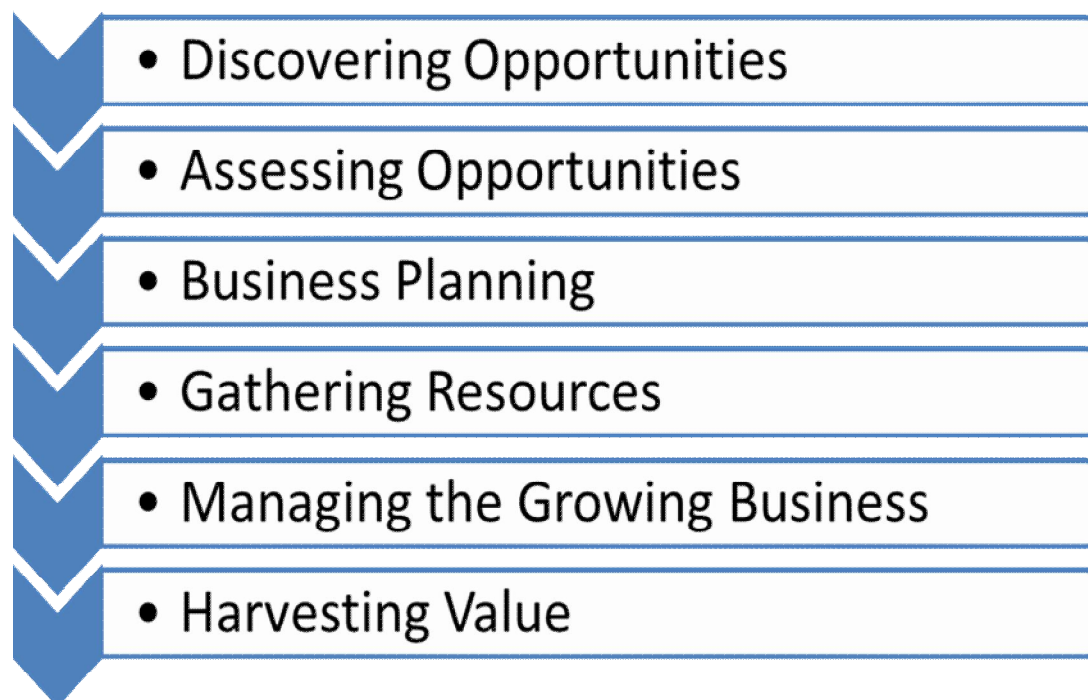 • Discovering Opportunities
• Assessing Opportunities
• Business Planning
• Gathering Resources
• Managing the Growing Business
• Harvesting Value